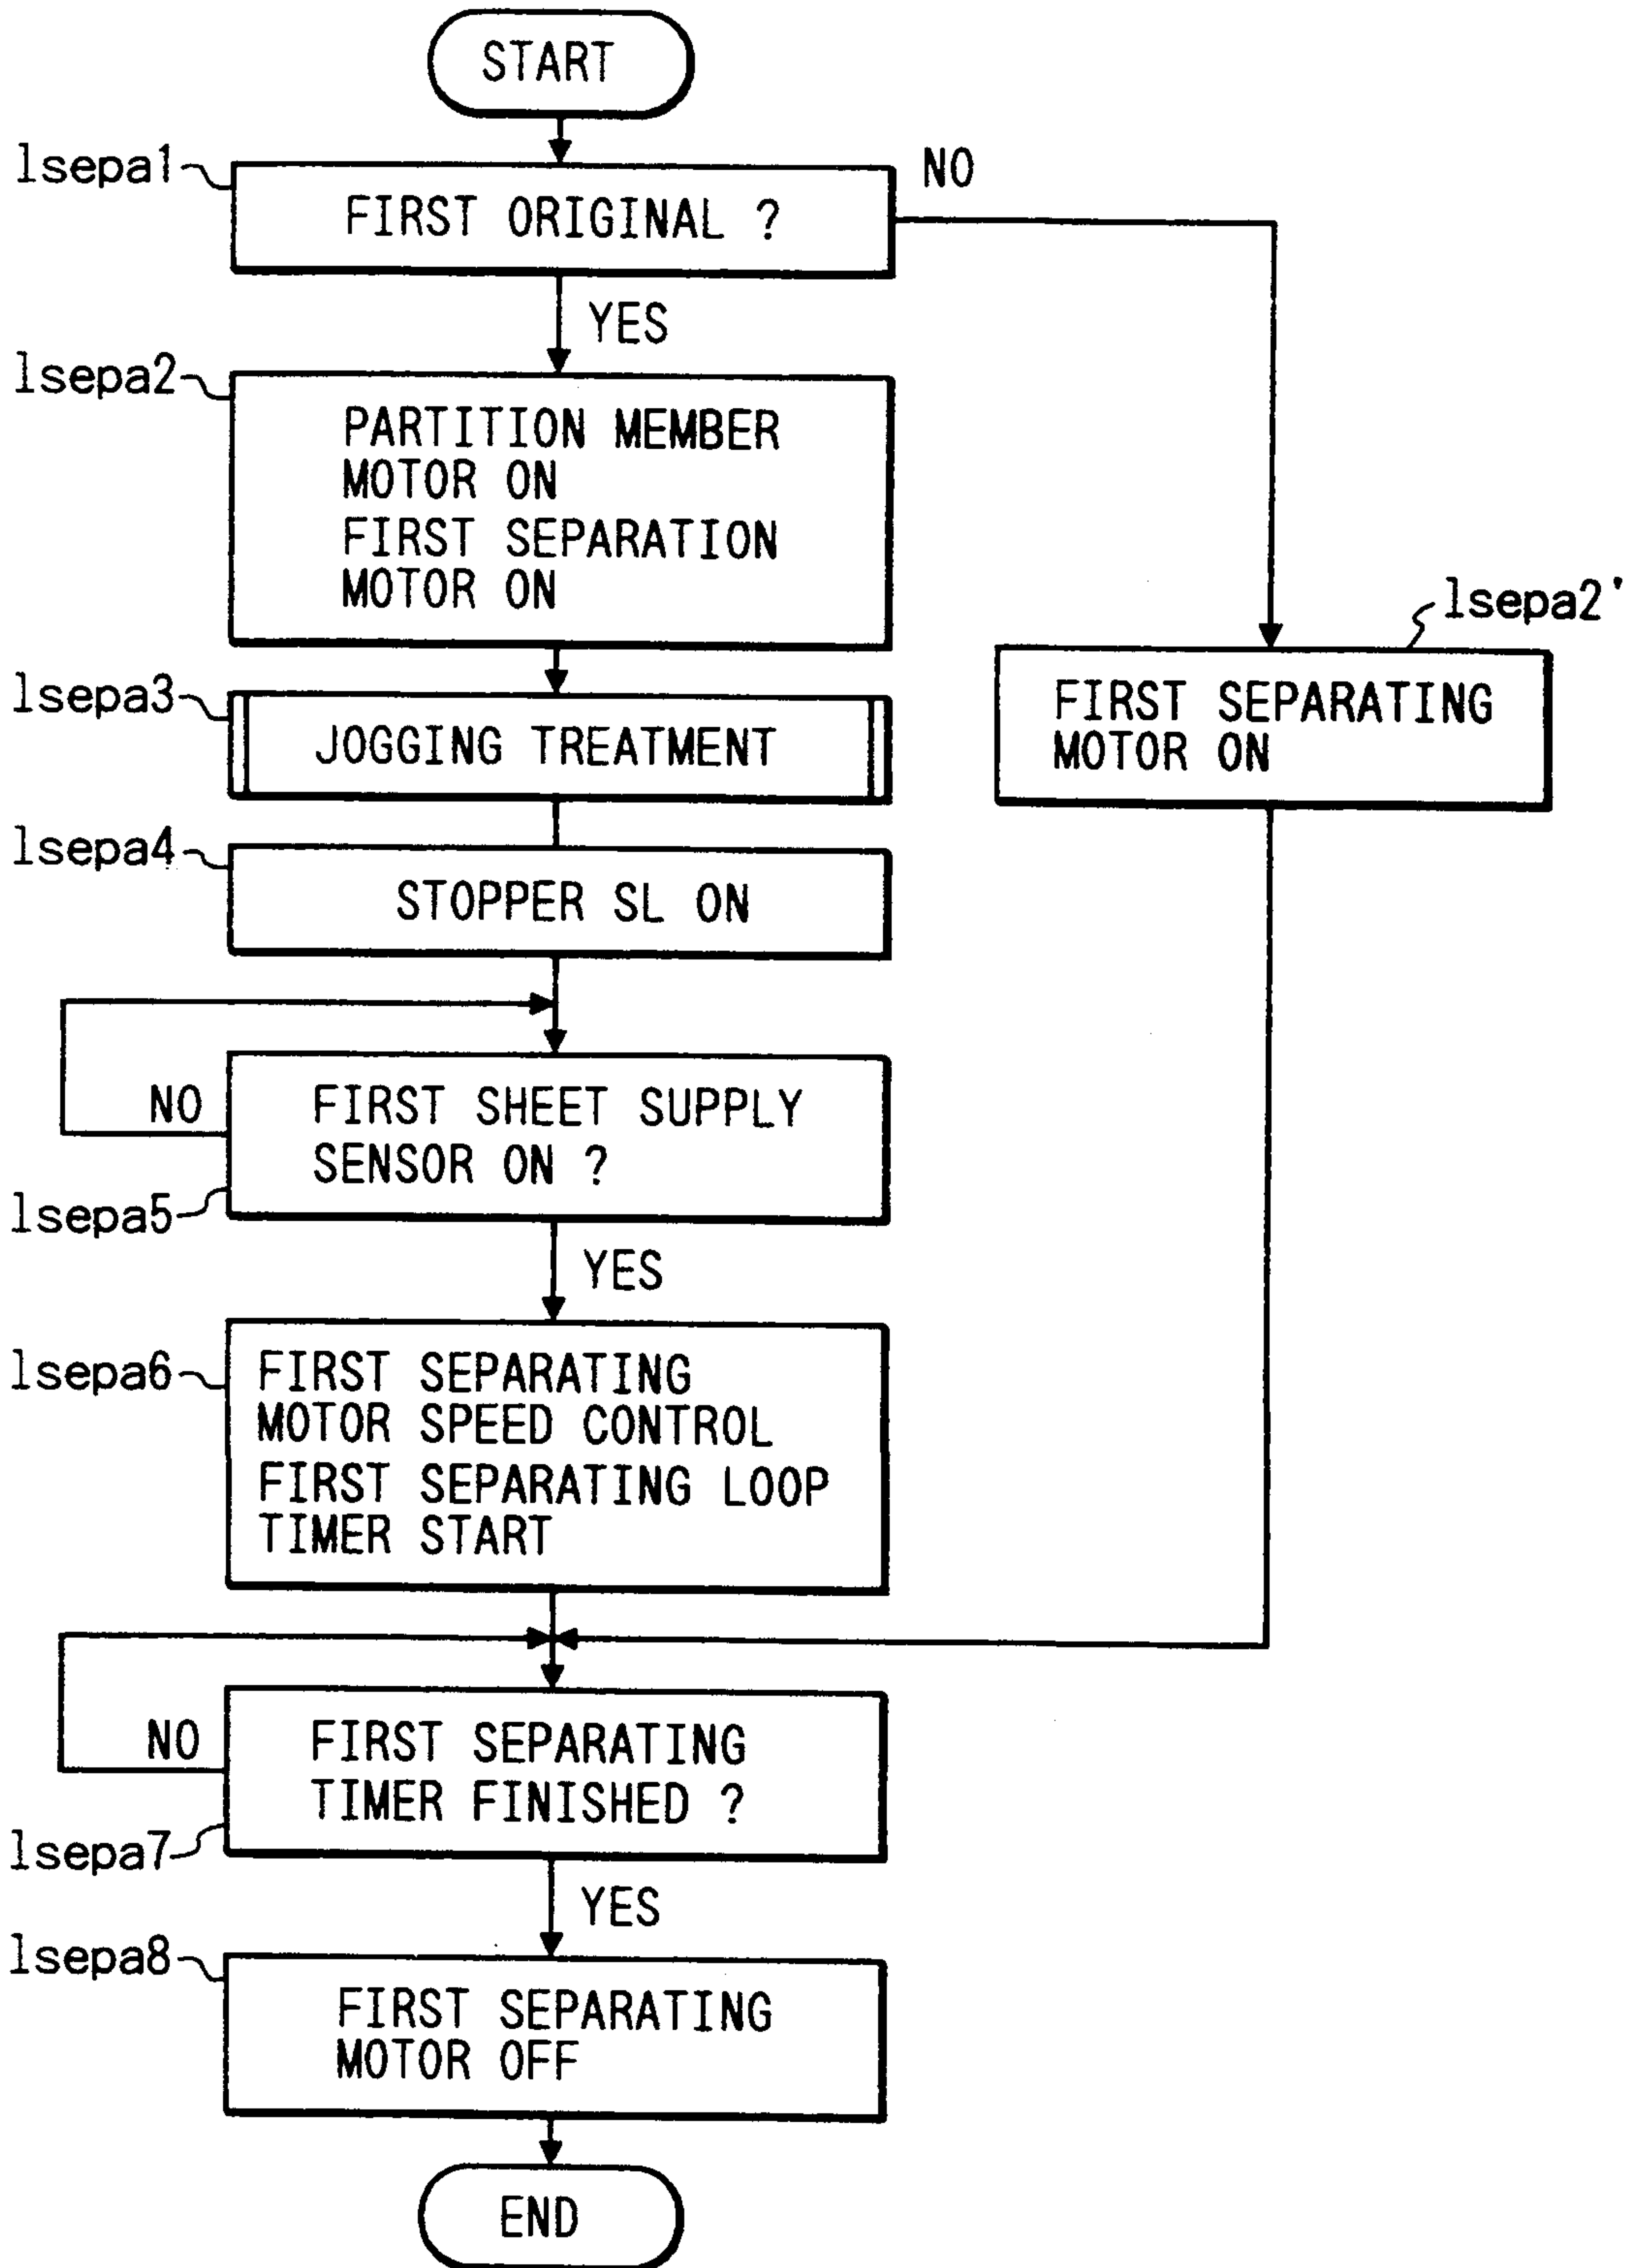 START
lsepa1
NO
FIRST ORIGINAL ?
YES
lsepa2
PARTITION MEMBER
MOTOR ON
FIRST SEPARATION
MOTOR ON
lsepa2'
FIRST SEPARATING
MOTOR ON
lsepa3
JOGGING TREATMENT
lsepa4
STOPPER SL ON
NO
FIRST SHEET SUPPLY
SENSOR ON ?
lsepa5
YES
lsepa6
FIRST SEPARATING
MOTOR SPEED CONTROL
FIRST SEPARATING LOOP
TIMER START
NO
FIRST SEPARATING
TIMER FINISHED ?
lsepa7
YES
lsepa8
FIRST SEPARATING
MOTOR OFF
END